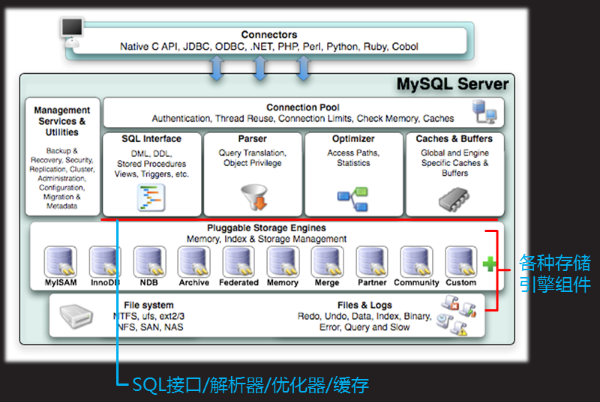 Connectors
Native C API, JDBC, ODBC, .NET, PHP, Perl, Python, Ruby, Cobol
MySQL Server
Management
Services &
Utilities
Backup &
Recovery, Security,
Replication, Cluster,
Administration,
Configuration,
Migration &
Metadata
Connection Pool
Authentication, Thread Reuse, Connection Limits, Check Memory, Caches
SQL Interface
DML, DDL,
Stored Procedures
Views, Triggers, etc.
Parser
Query Translation,
Object Privilege
Optimizer
Access Paths,
Statistics
Caches & Buffers
Global and Engine
Specific Caches &
Buffers
Pluggable Storage Engines
Memory, Index & Storage Management
MyISAM
InnoDB
NDB
Archive
Federated
Memory
Merge
Partner
Community
Custom
各种存储
引擎组件
File system
NTFS, ufs, ext2/3
NFS, SAN, NAS
Files & Logs
Redo, Undo, Data, Index, Binary,
Error, Query and Slow
SQL接口/解析器/优化器/缓存